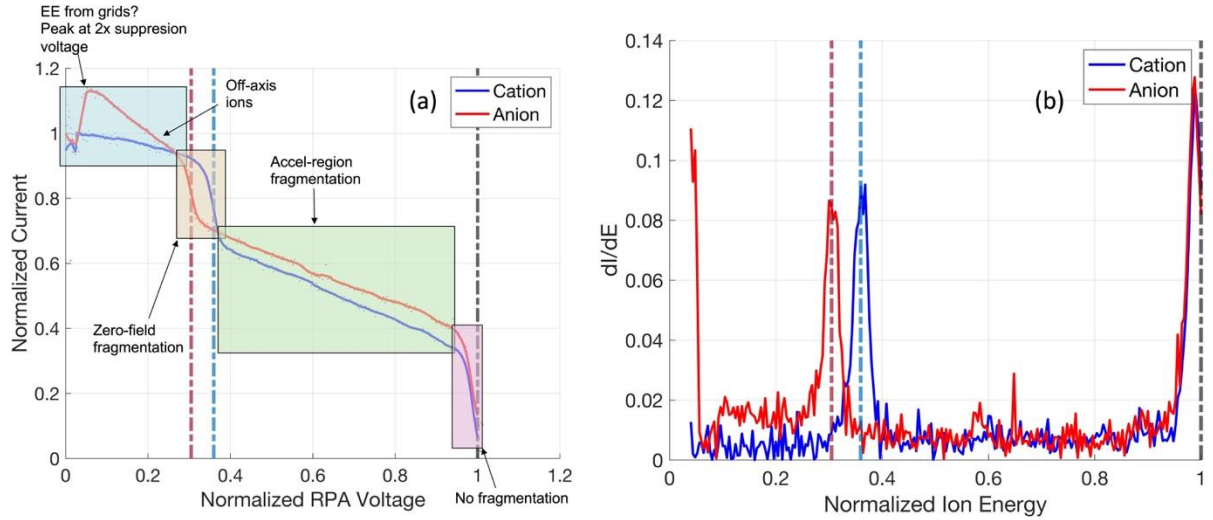 EE from grids?
Peak at 2x suppresion
voltage
1.2
1
0.8
0.6
0.4
0.2
0
Normalized Current
Off-axis
ions
(a)
Cation
Anion
Accel-region
fragmentation
Zero-field
fragmentation
No fragmentation
0
0.2
0.4
0.6
0.8
1
1.2
Normalized RPA Voltage
0.14
0.12
0.1
0.08
0.06
0.04
0.02
0
dI/dE
(b)
Cation
Anion
0
0.2
0.4
0.6
0.8
1
Normalized Ion Energy